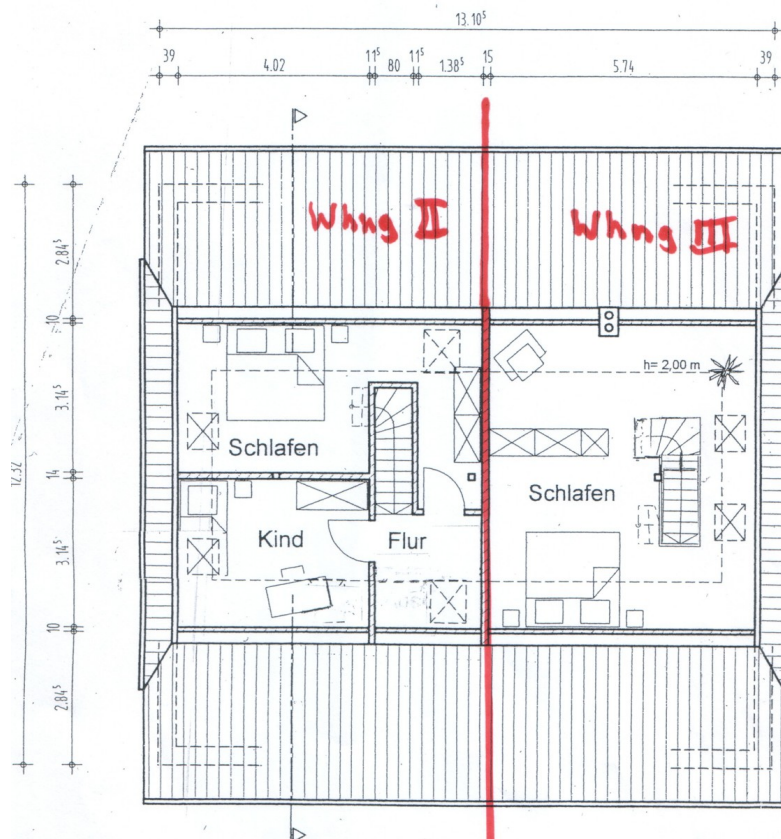 13.10⁵
39 4.02 11⁵ 80 11⁵ 1.38⁵ 15 5.74 39
Whng II
Whng III
2.84⁵
10
3.14⁵
14
3.14⁵
10
2.84⁵
12.32
h= 2,00 m
Schlafen
Schlafen
Kind
Flur